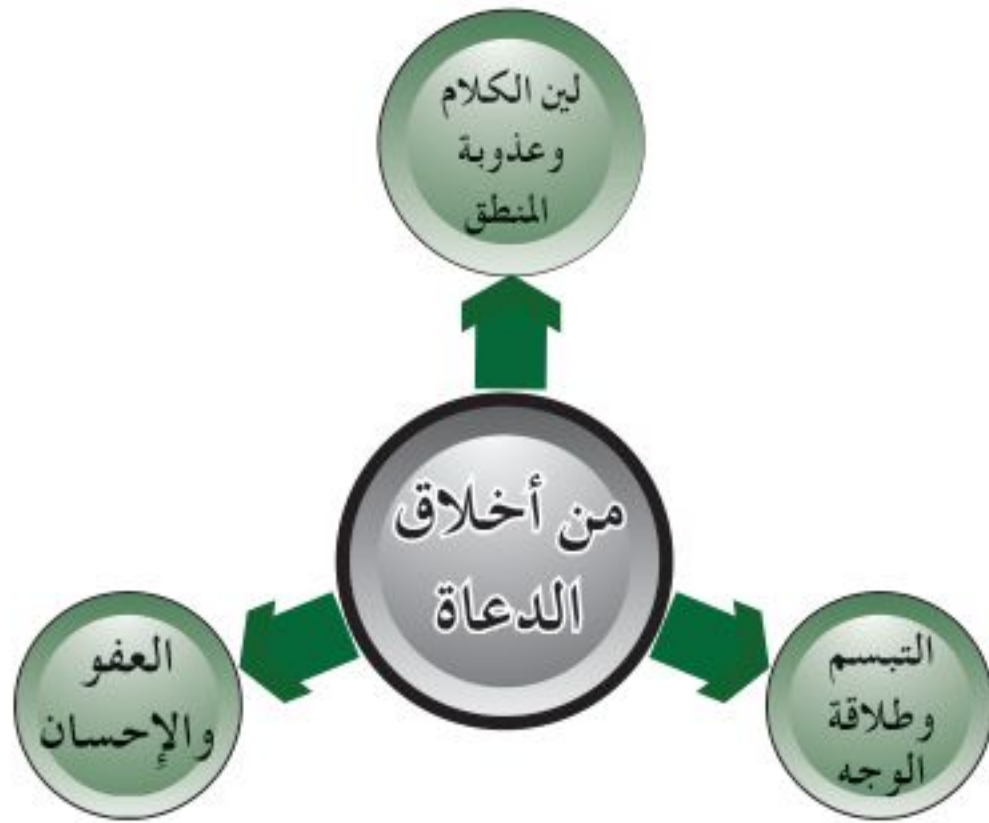 لين الكلام
وعذوبة
المنطق
من أخلاق
الدعاة
التبسم
وطلاقة
الوجه
العفو
والإحسان